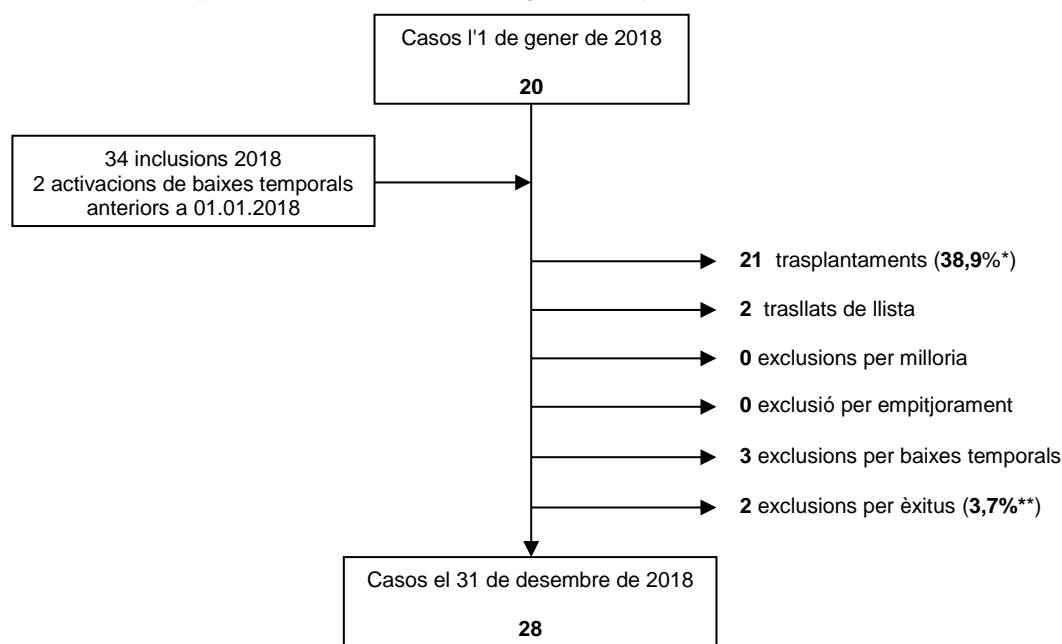 Casos l'1 de gener de 2018
20
34 inclusions 2018
2 activacions de baixes temporals
anteriors a 01.01.2018
21 trasplantaments (38,9%*)
2 trasllats de llista
0 exclusions per milloria
0 exclusió per empitjorament
3 exclusions per baixes temporals
2 exclusions per èxitus (3,7%**)
Casos el 31 de desembre de 2018
28